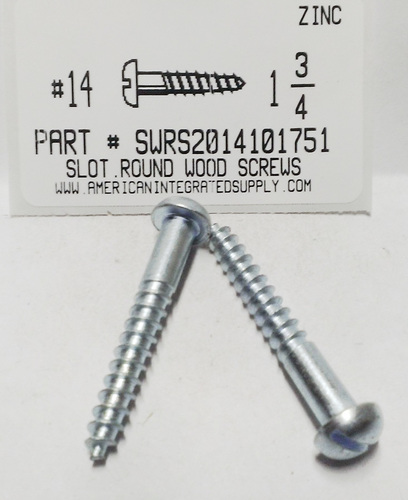 ZINC
#14 1 3/4
PART # SWRS2014101751
SLOT.ROUND WOOD SCREWS
WWW.AMERICANINTEGRATEDSUPPLY.COM